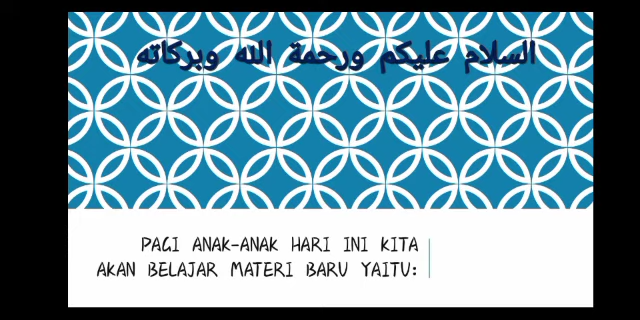 السلام عليكم ورحمة الله وبركاته
PAGI ANAK-ANAK HARI INI KITA
AKAN BELAJAR MATERI BARU YAITU: